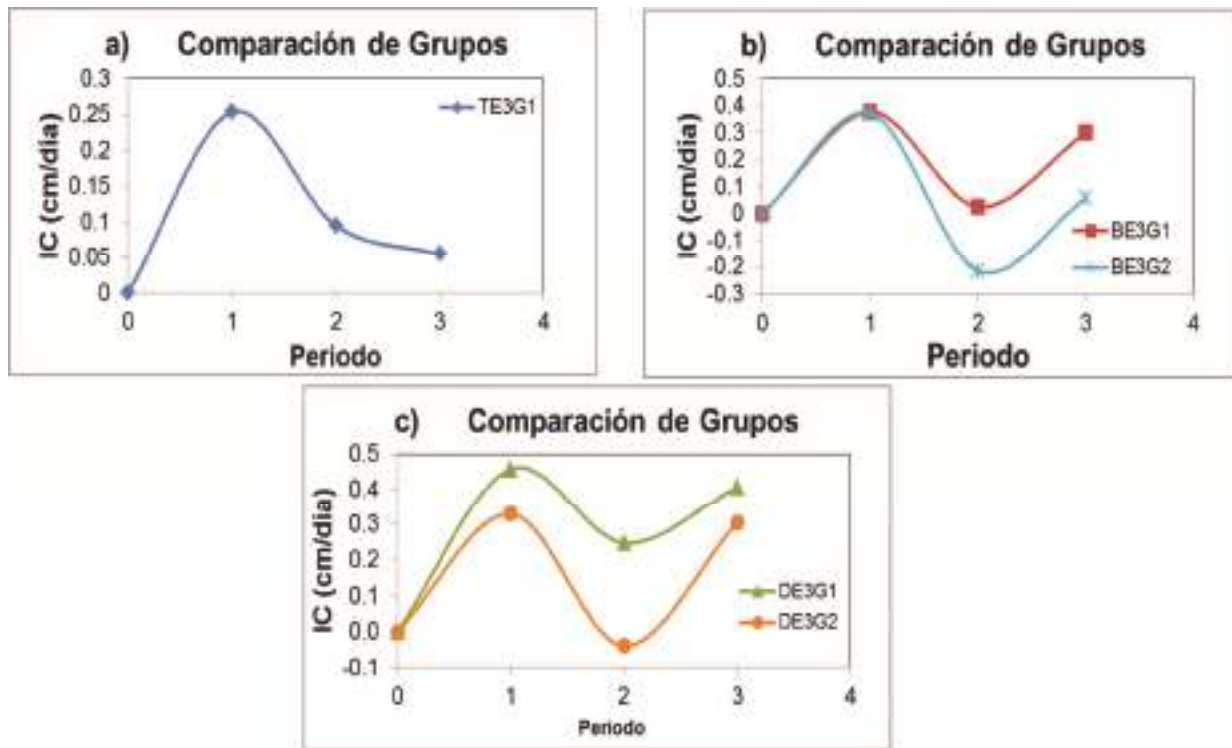 a) Comparación de Grupos
IC (cm/día)
0.3
0.25
0.2
0.15
0.1
0.05
0
0 1 2 3 4
Periodo
TE3G1
b) Comparación de Grupos
IC (cm/día)
0.5
0.4
0.3
0.2
0.1
0
-0.1
-0.2
-0.3
0 1 2 3 4
Periodo
BE3G1
BE3G2
c) Comparación de Grupos
IC (cm/día)
0.5
0.4
0.3
0.2
0.1
0.0
-0.1
0 1 2 3 4
Periodo
DE3G1
DE3G2